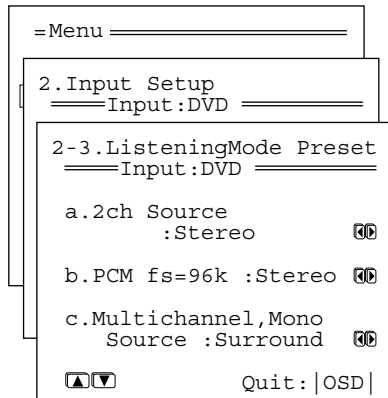 Menu
2.Input Setup
Input:DVD
2-3.ListeningMode Preset
Input:DVD
a.2ch Source
:Stereo
b.PCM fs=96k :Stereo
c.Multichannel,Mono
Source :Surround
Quit:|OSD|